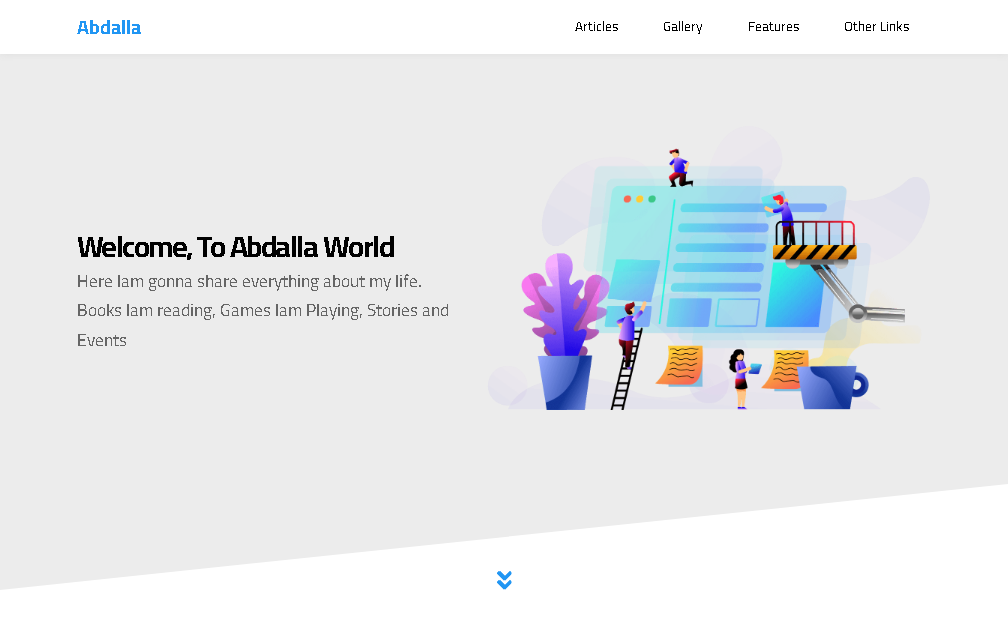 Abdalla
Articles
Gallery
Features
Other Links
Welcome, To Abdalla World
Here Iam gonna share everything about my life.
Books Iam reading, Games Iam Playing, Stories and
Events